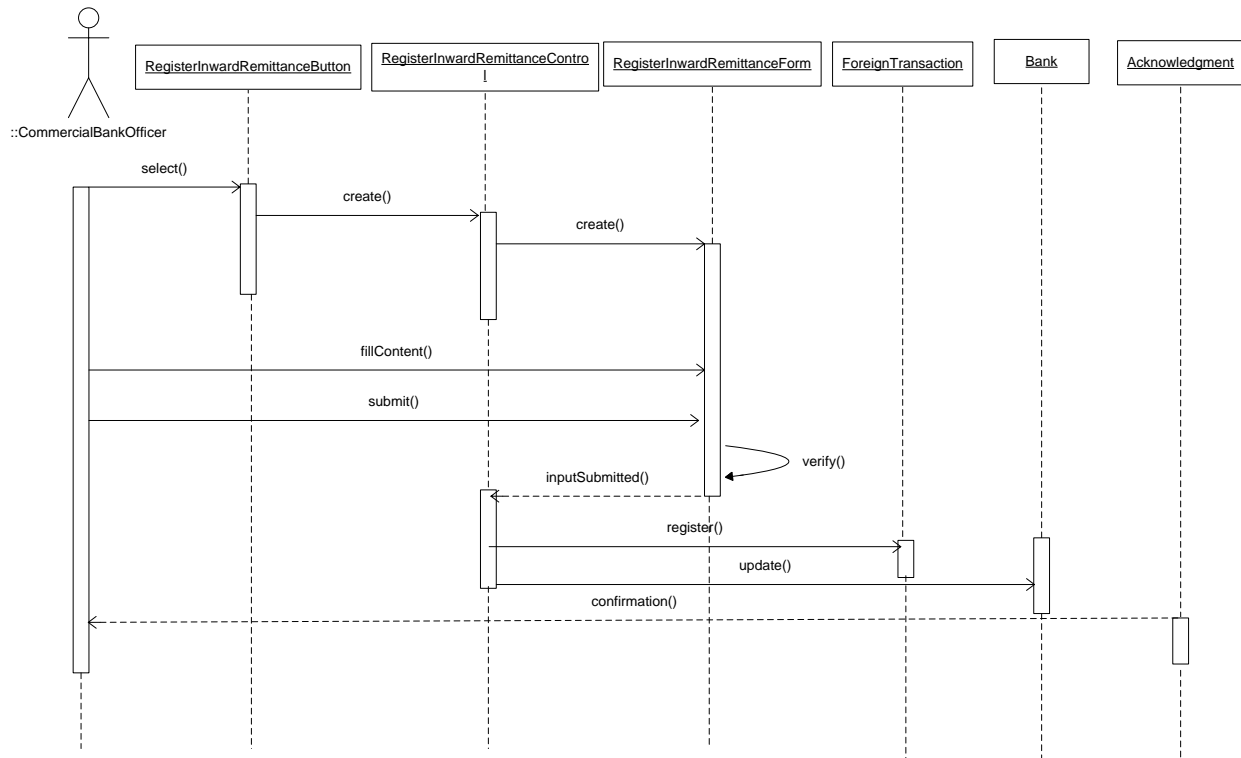 RegisterInwardRemittanceButton
RegisterInwardRemittanceContro
l
RegisterInwardRemittanceForm
ForeignTransaction
Bank
Acknowledgment
::CommercialBankOfficer
select()
create()
create()
fillContent()
submit()
verify()
inputSubmitted()
register()
update()
confirmation()